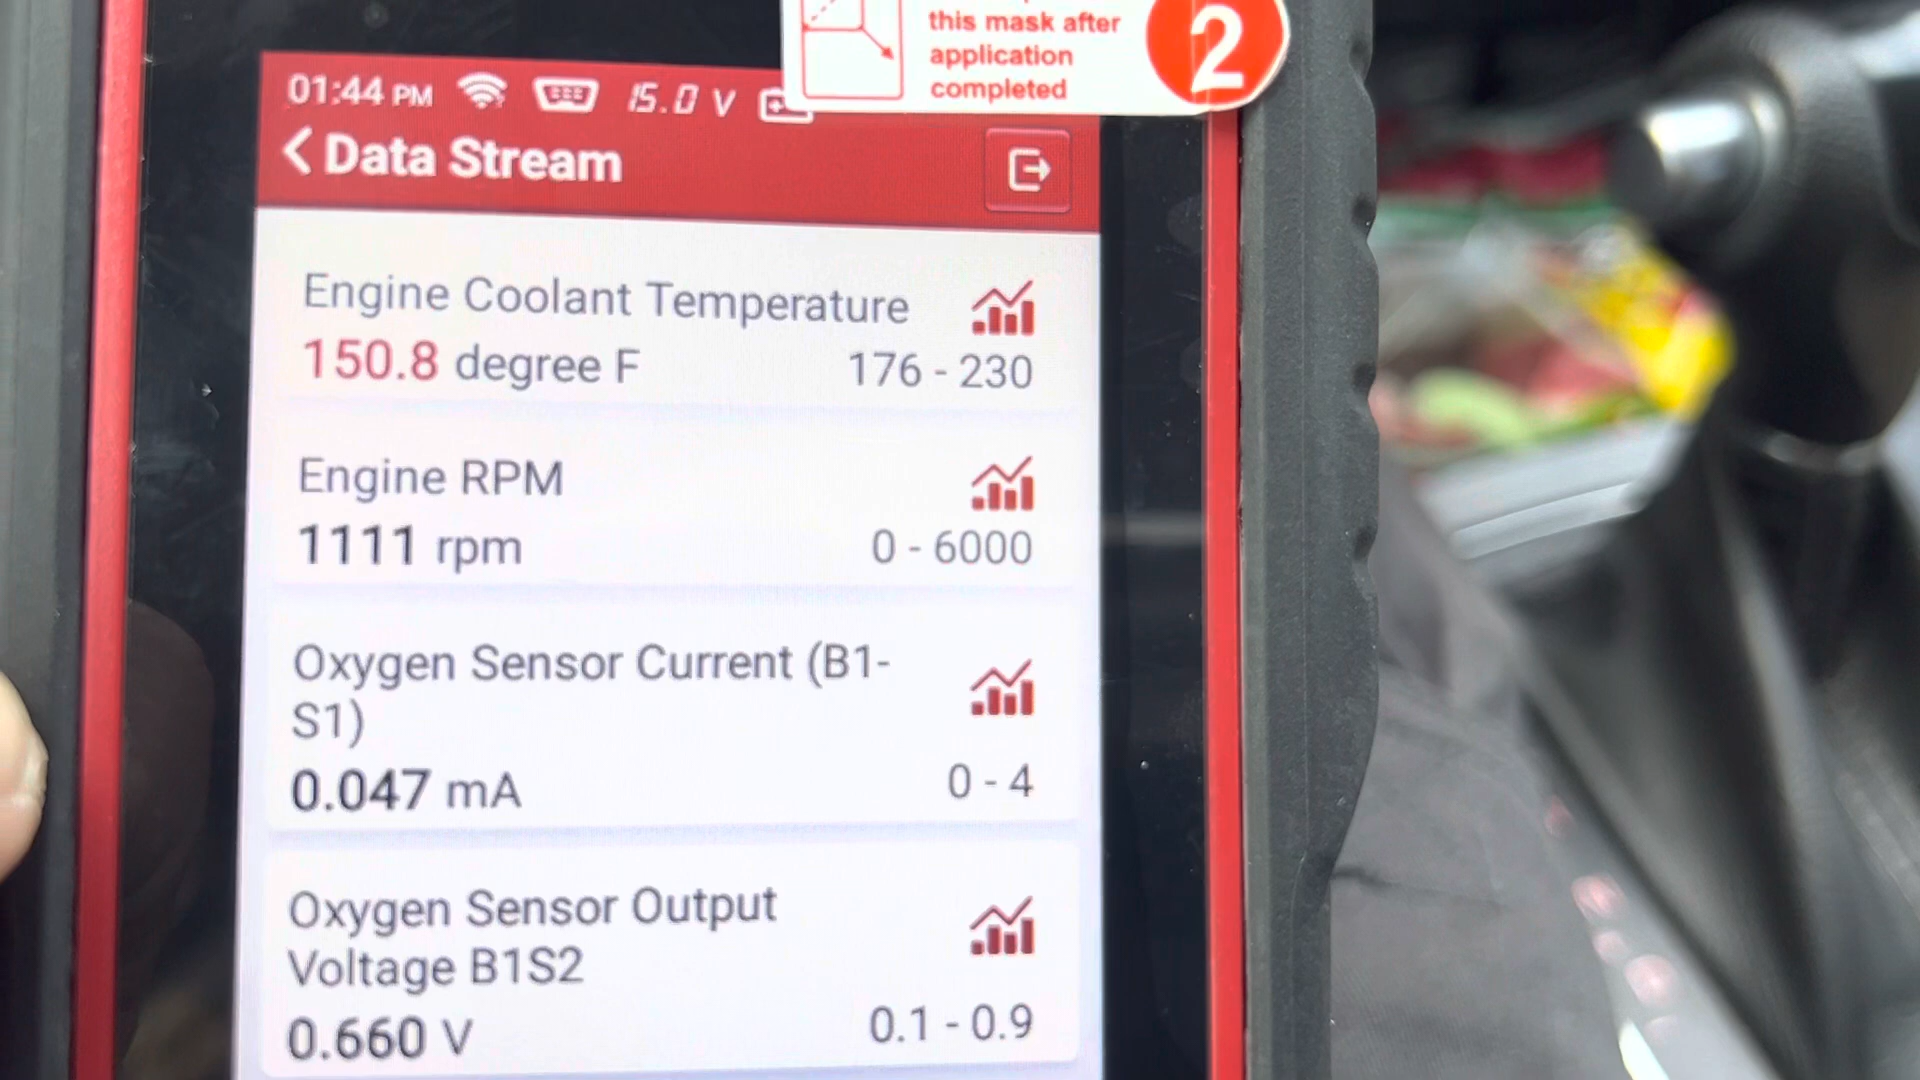 this mask after
application
completed
2
01:44 PM 15.0 V
Data Stream
Engine Coolant Temperature
150.8 degree F 176 - 230
Engine RPM
1111 rpm 0 - 6000
Oxygen Sensor Current (B1-
S1)
0.047 mA 0 - 4
Oxygen Sensor Output
Voltage B1S2
0.660 V 0.1 - 0.9